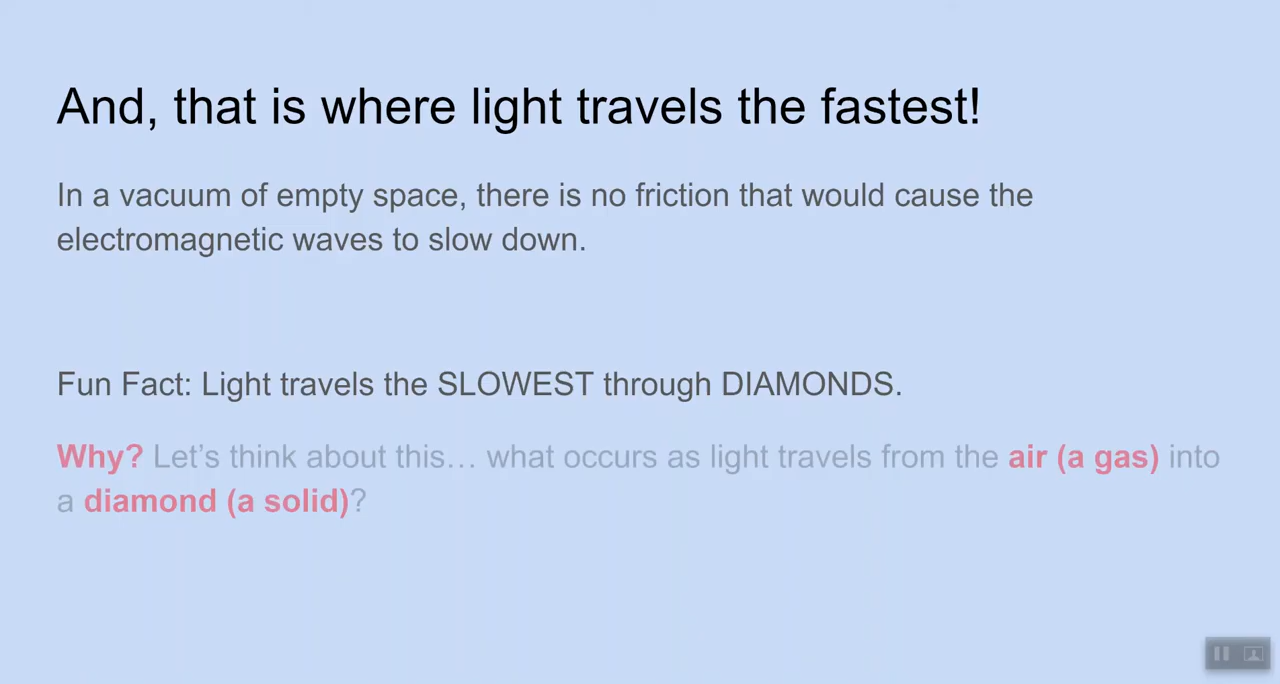 And, that is where light travels the fastest!
In a vacuum of empty space, there is no friction that would cause the
electromagnetic waves to slow down.
Fun Fact: Light travels the SLOWEST through DIAMONDS.
Why? Let’s think about this… what occurs as light travels from the air (a gas) into
a diamond (a solid)?